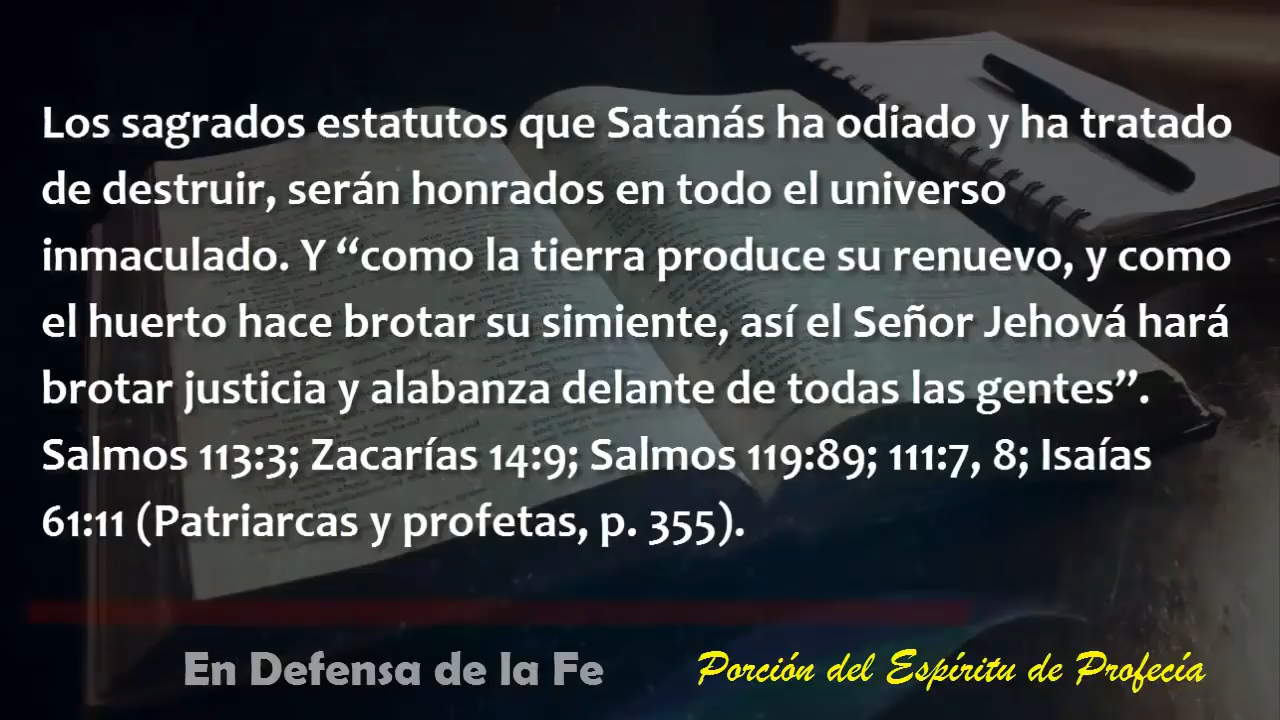 Los sagrados estatutos que Satanás ha odiado y ha tratado
de destruir, serán honrados en todo el universo
inmaculado. Y “como la tierra produce su renuevo, y como
el huerto hace brotar su simiente, así el Señor Jehová hará
brotar justicia y alabanza delante de todas las gentes”.
Salmos 113:3; Zacarías 14:9; Salmos 119:89; 111:7, 8; Isaías
61:11 (Patriarcas y profetas, p. 355).
En Defensa de la Fe
Porción del Espíritu de Profecía